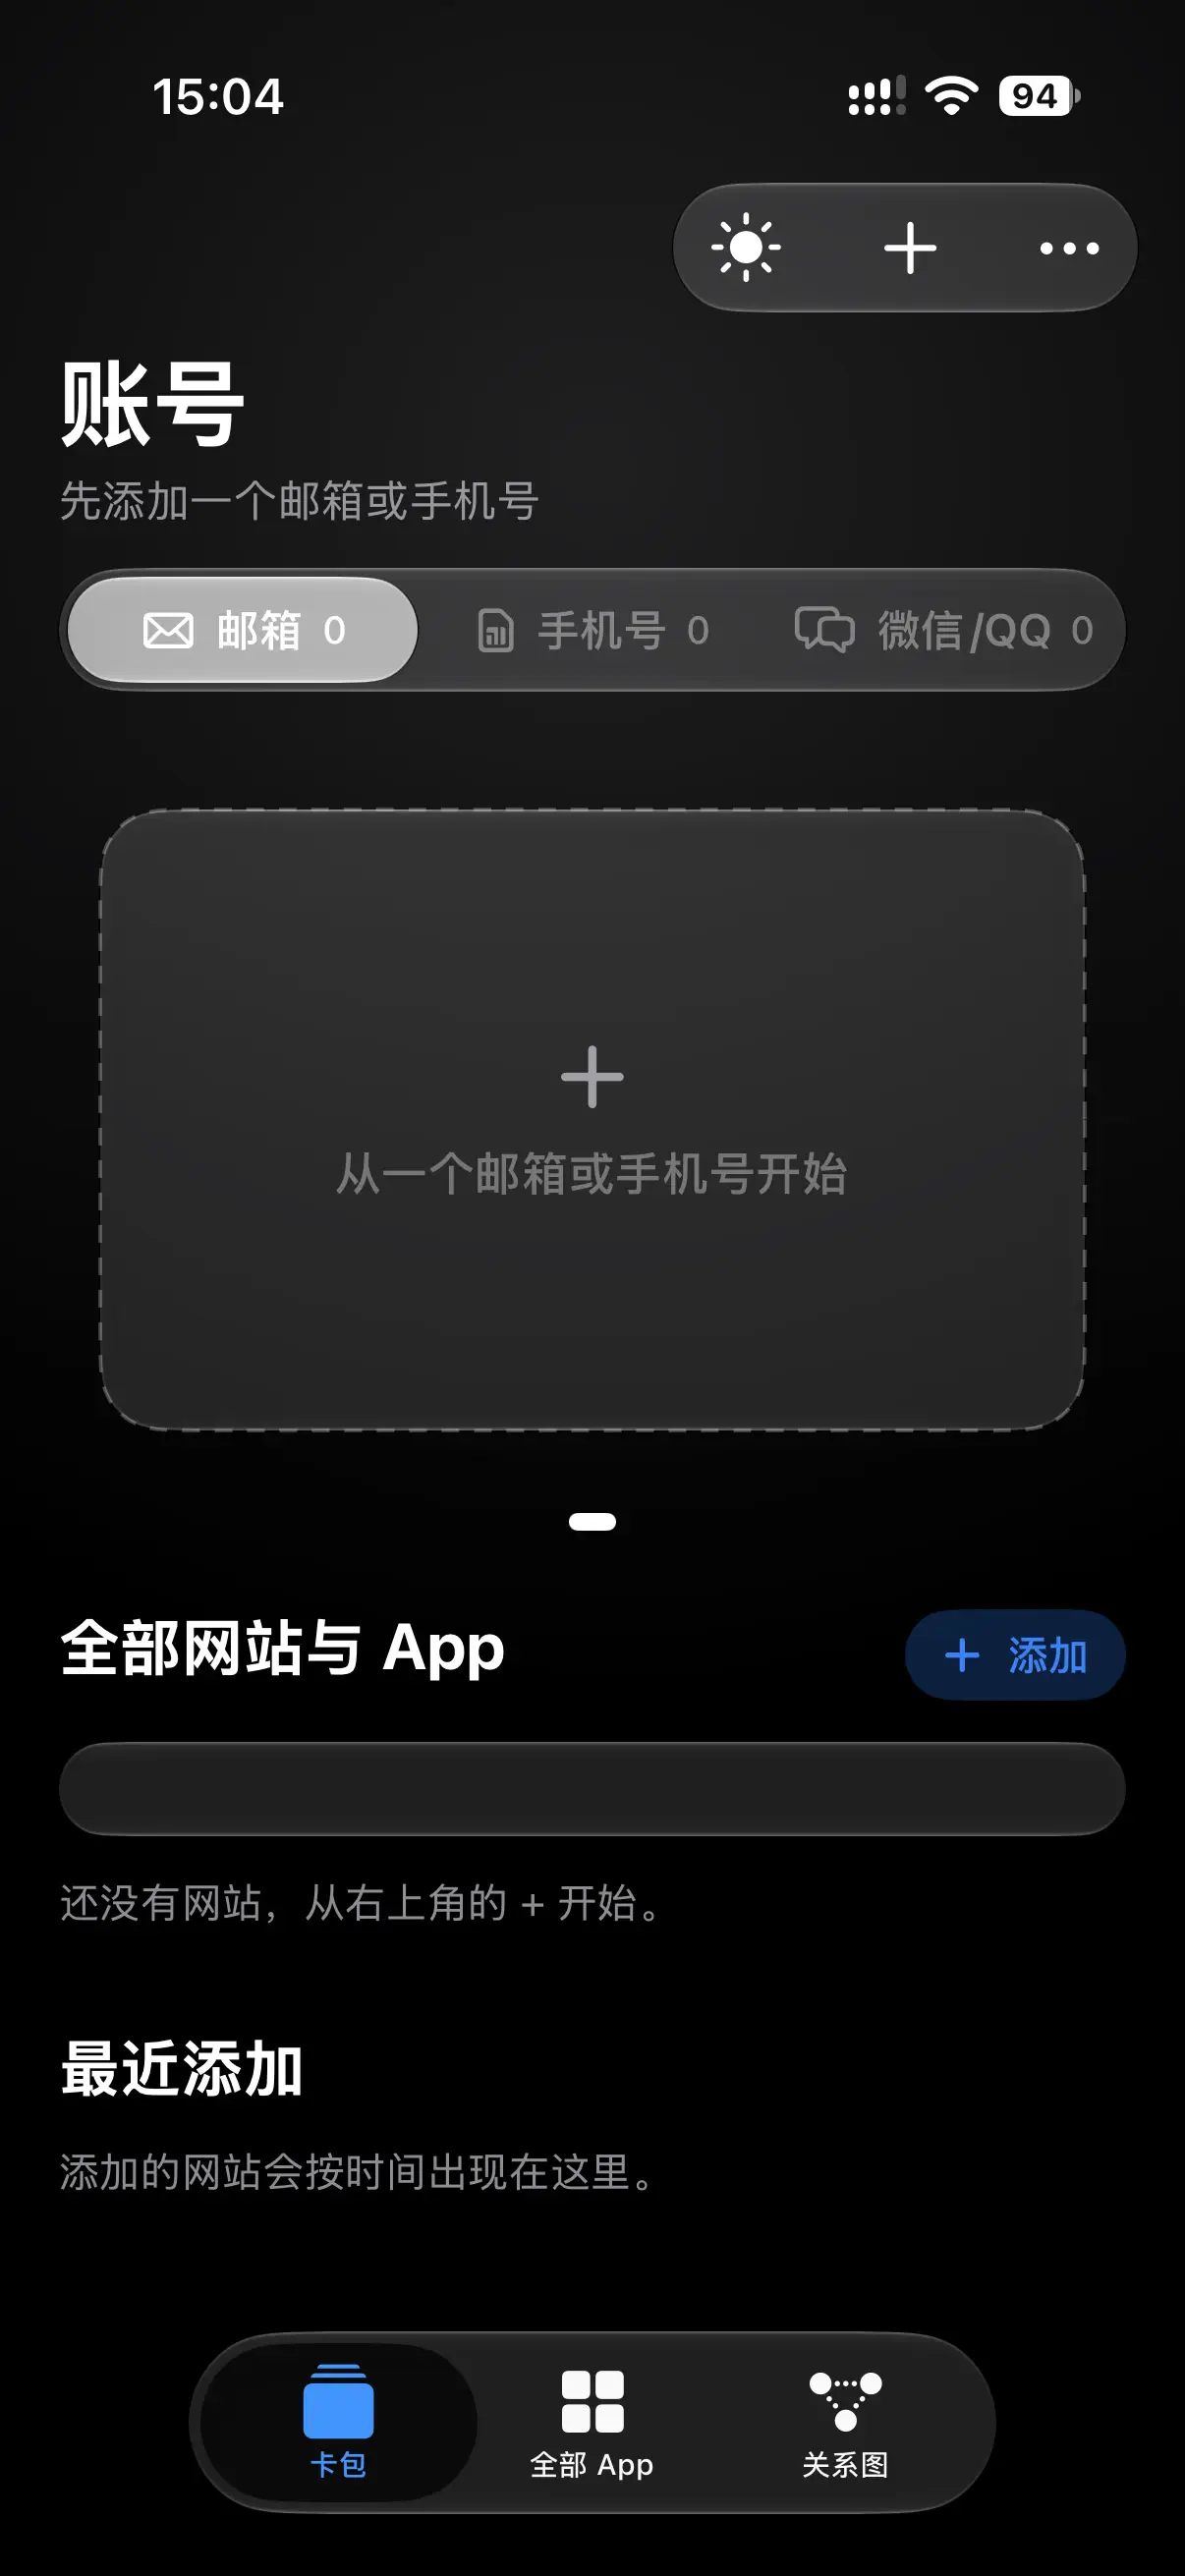 15:04
94
账号
先添加一个邮箱或手机号
邮箱 0 手机号 0 微信/QQ 0
从一个邮箱或手机号开始
全部网站与 App
+ 添加
还没有网站，从右上角的 + 开始。
最近添加
添加的网站会按时间出现在这里。
卡包 全部 App 关系图